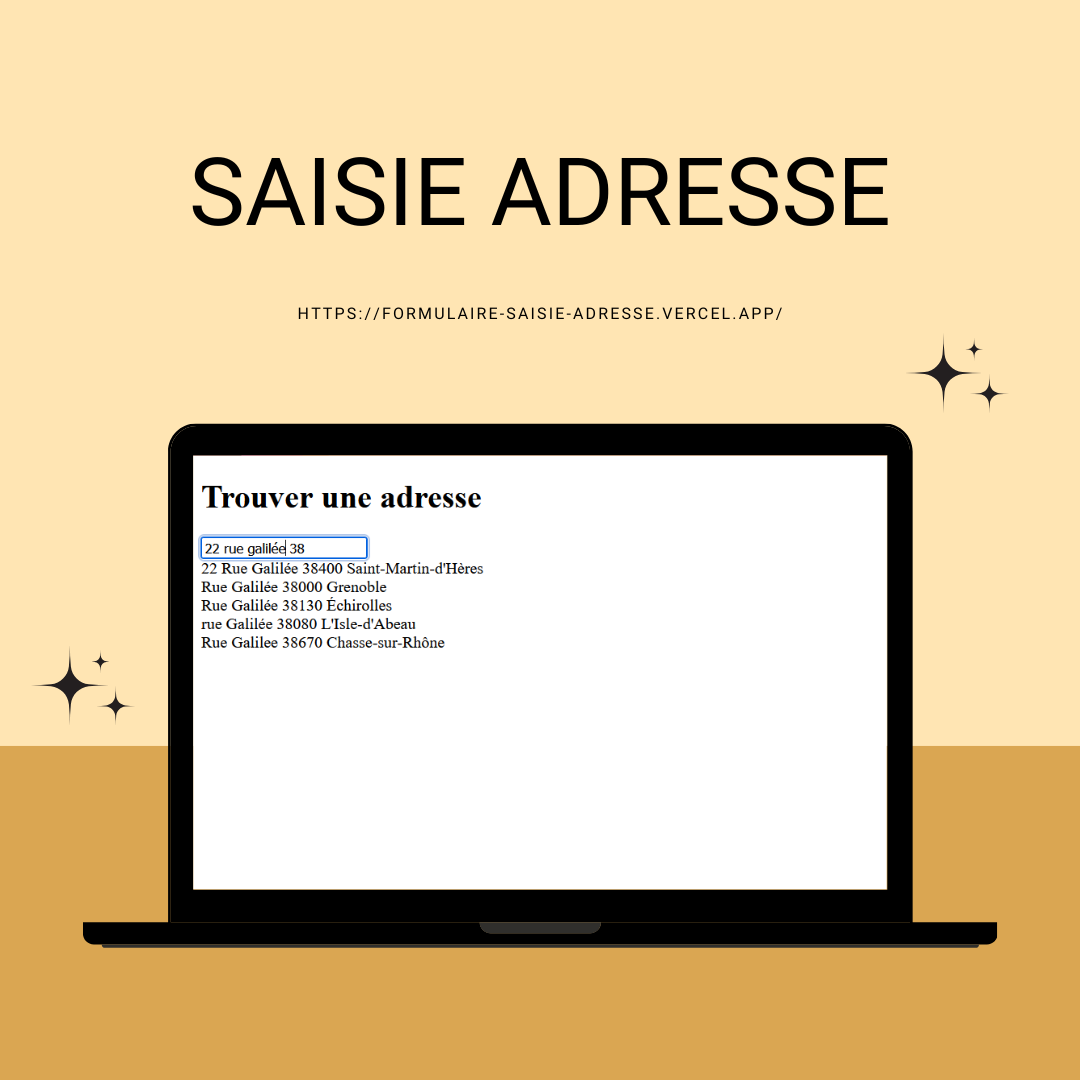 SAISIE ADRESSE
HTTPS://FORMULAIRE-SAISIE-ADRESSE.VERCEL.APP/
Trouver une adresse
22 rue galilée 38
22 Rue Galilée 38400 Saint-Martin-d'Hères
Rue Galilée 38000 Grenoble
Rue Galilée 38130 Échirolles
rue Galilée 38080 L'Isle-d'Abeau
Rue Galilee 38670 Chasse-sur-Rhône